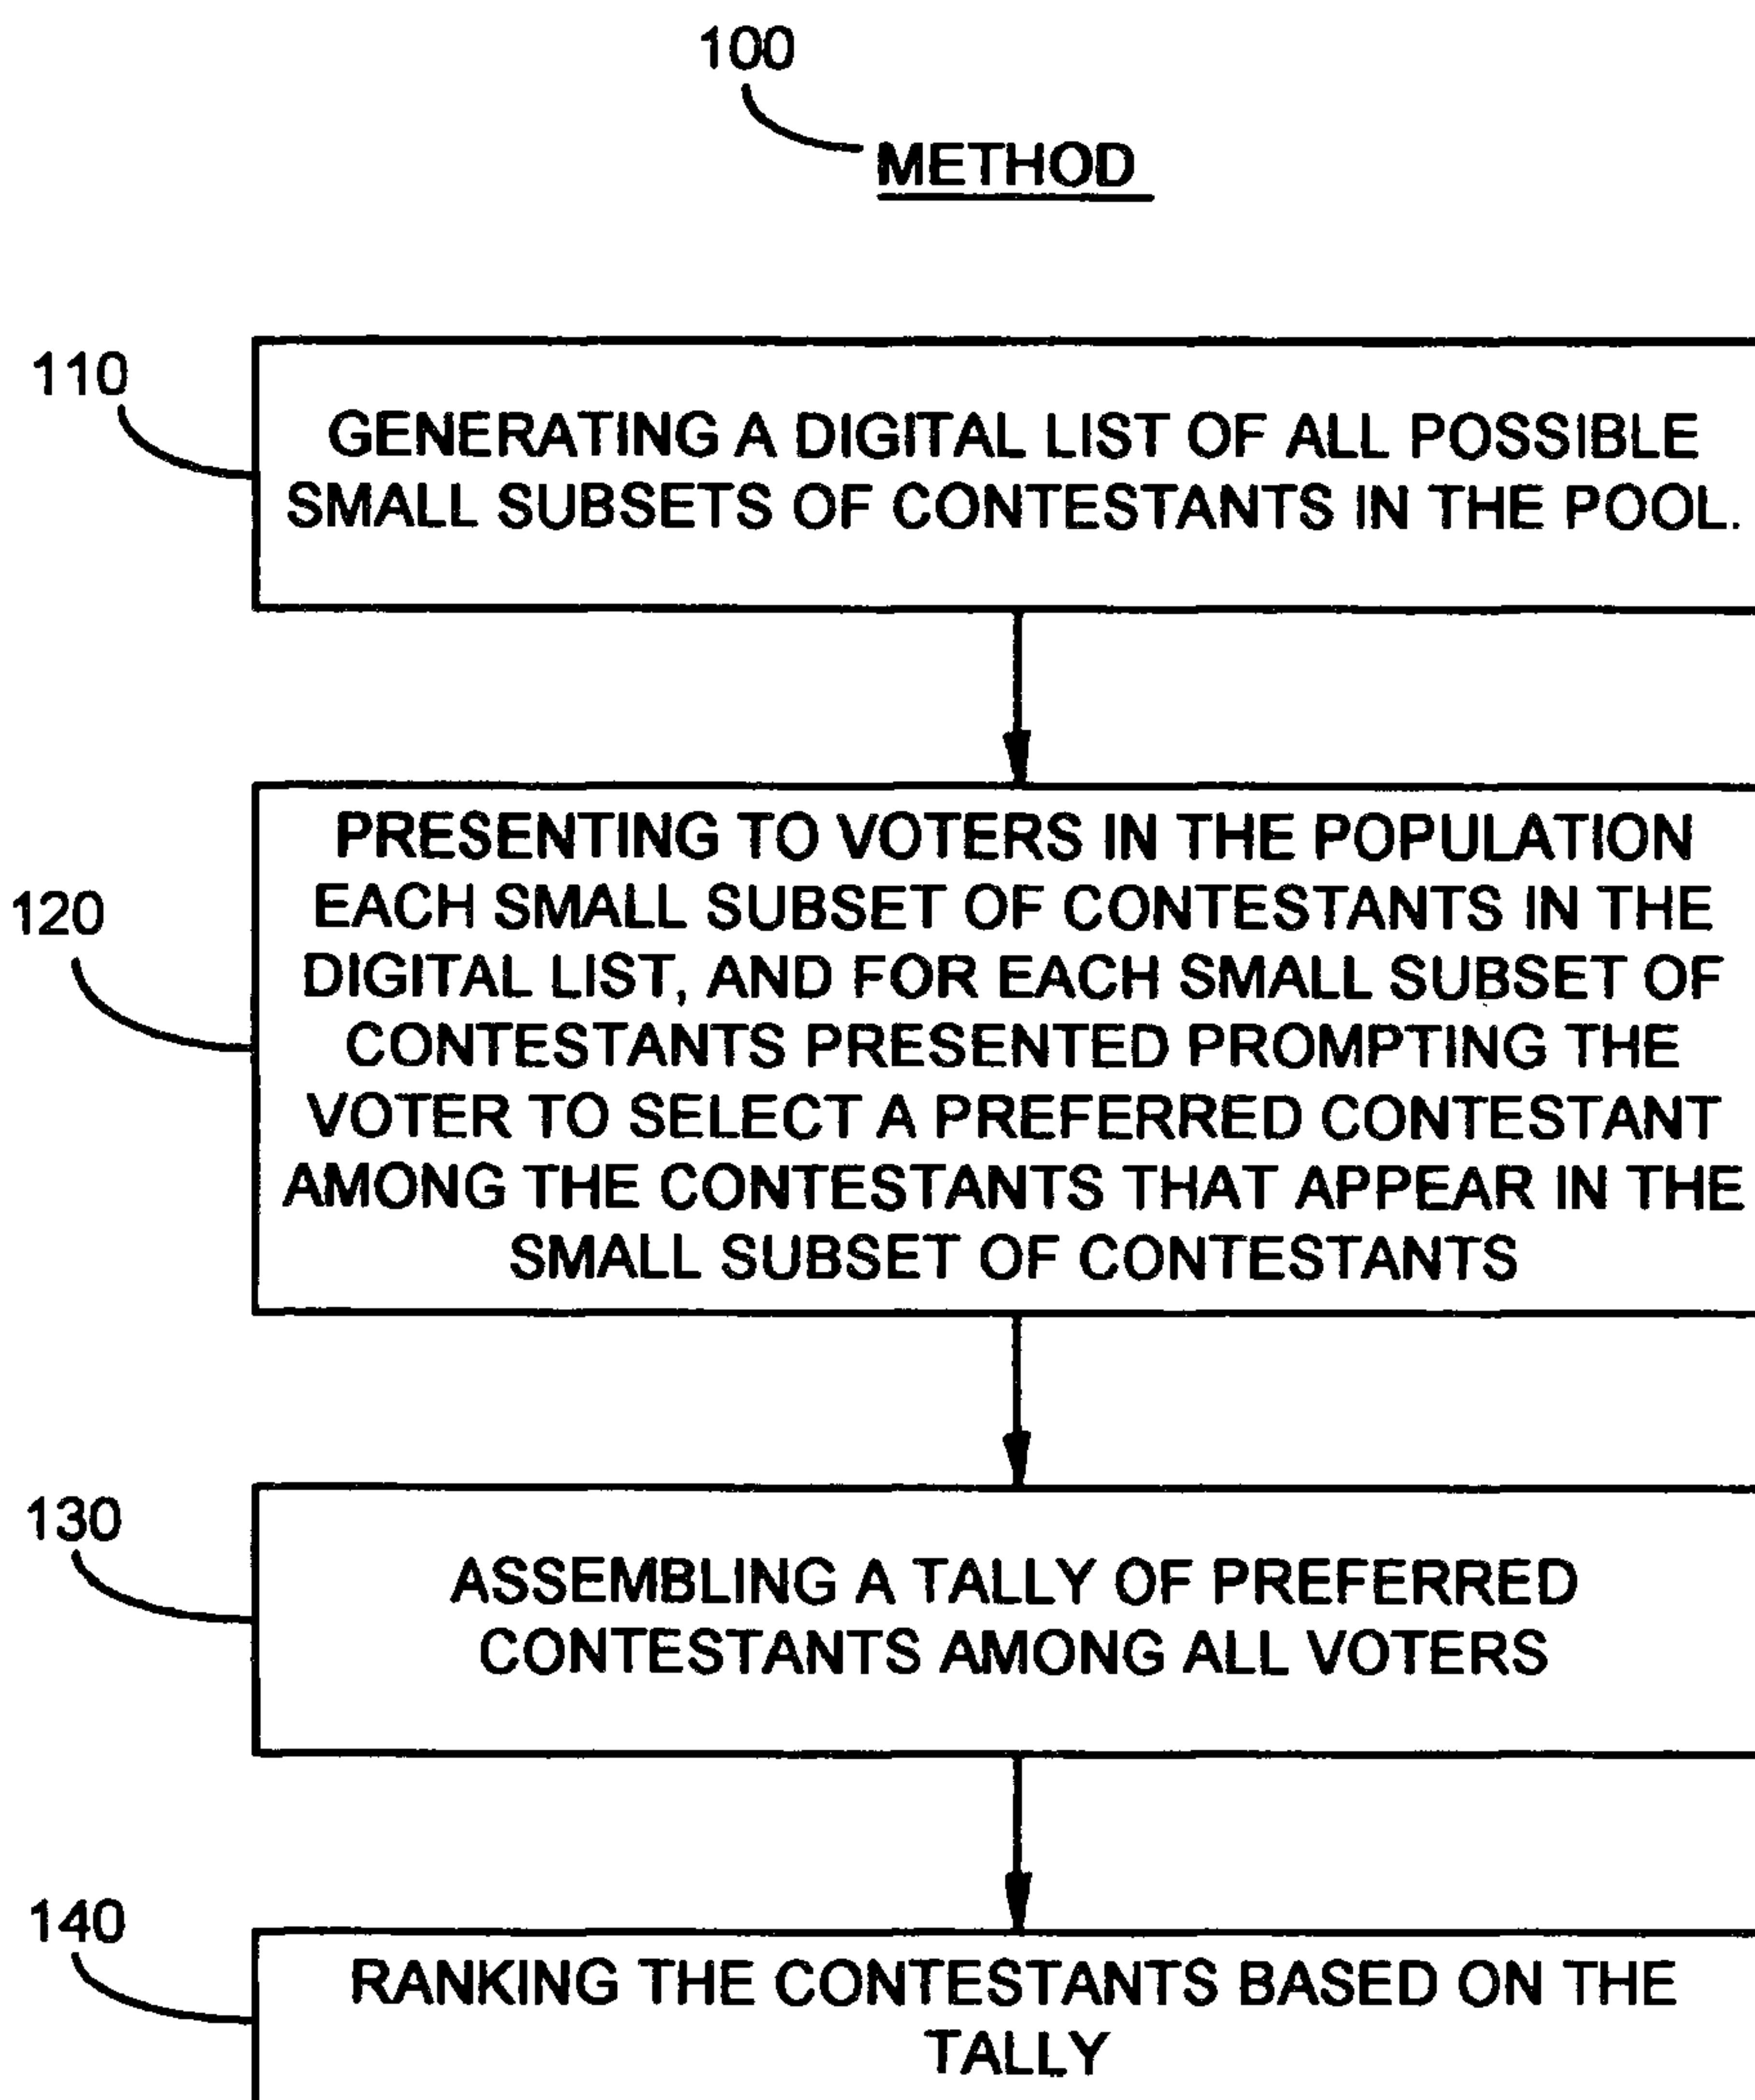 100
METHOD
110
GENERATING A DIGITAL LIST OF ALL POSSIBLE
SMALL SUBSETS OF CONTESTANTS IN THE POOL.
120
PRESENTING TO VOTERS IN THE POPULATION
EACH SMALL SUBSET OF CONTESTANTS IN THE
DIGITAL LIST, AND FOR EACH SMALL SUBSET OF
CONTESTANTS PRESENTED PROMPTING THE
VOTER TO SELECT A PREFERRED CONTESTANT
AMONG THE CONTESTANTS THAT APPEAR IN THE
SMALL SUBSET OF CONTESTANTS
130
ASSEMBLING A TALLY OF PREFERRED
CONTESTANTS AMONG ALL VOTERS
140
RANKING THE CONTESTANTS BASED ON THE
TALLY